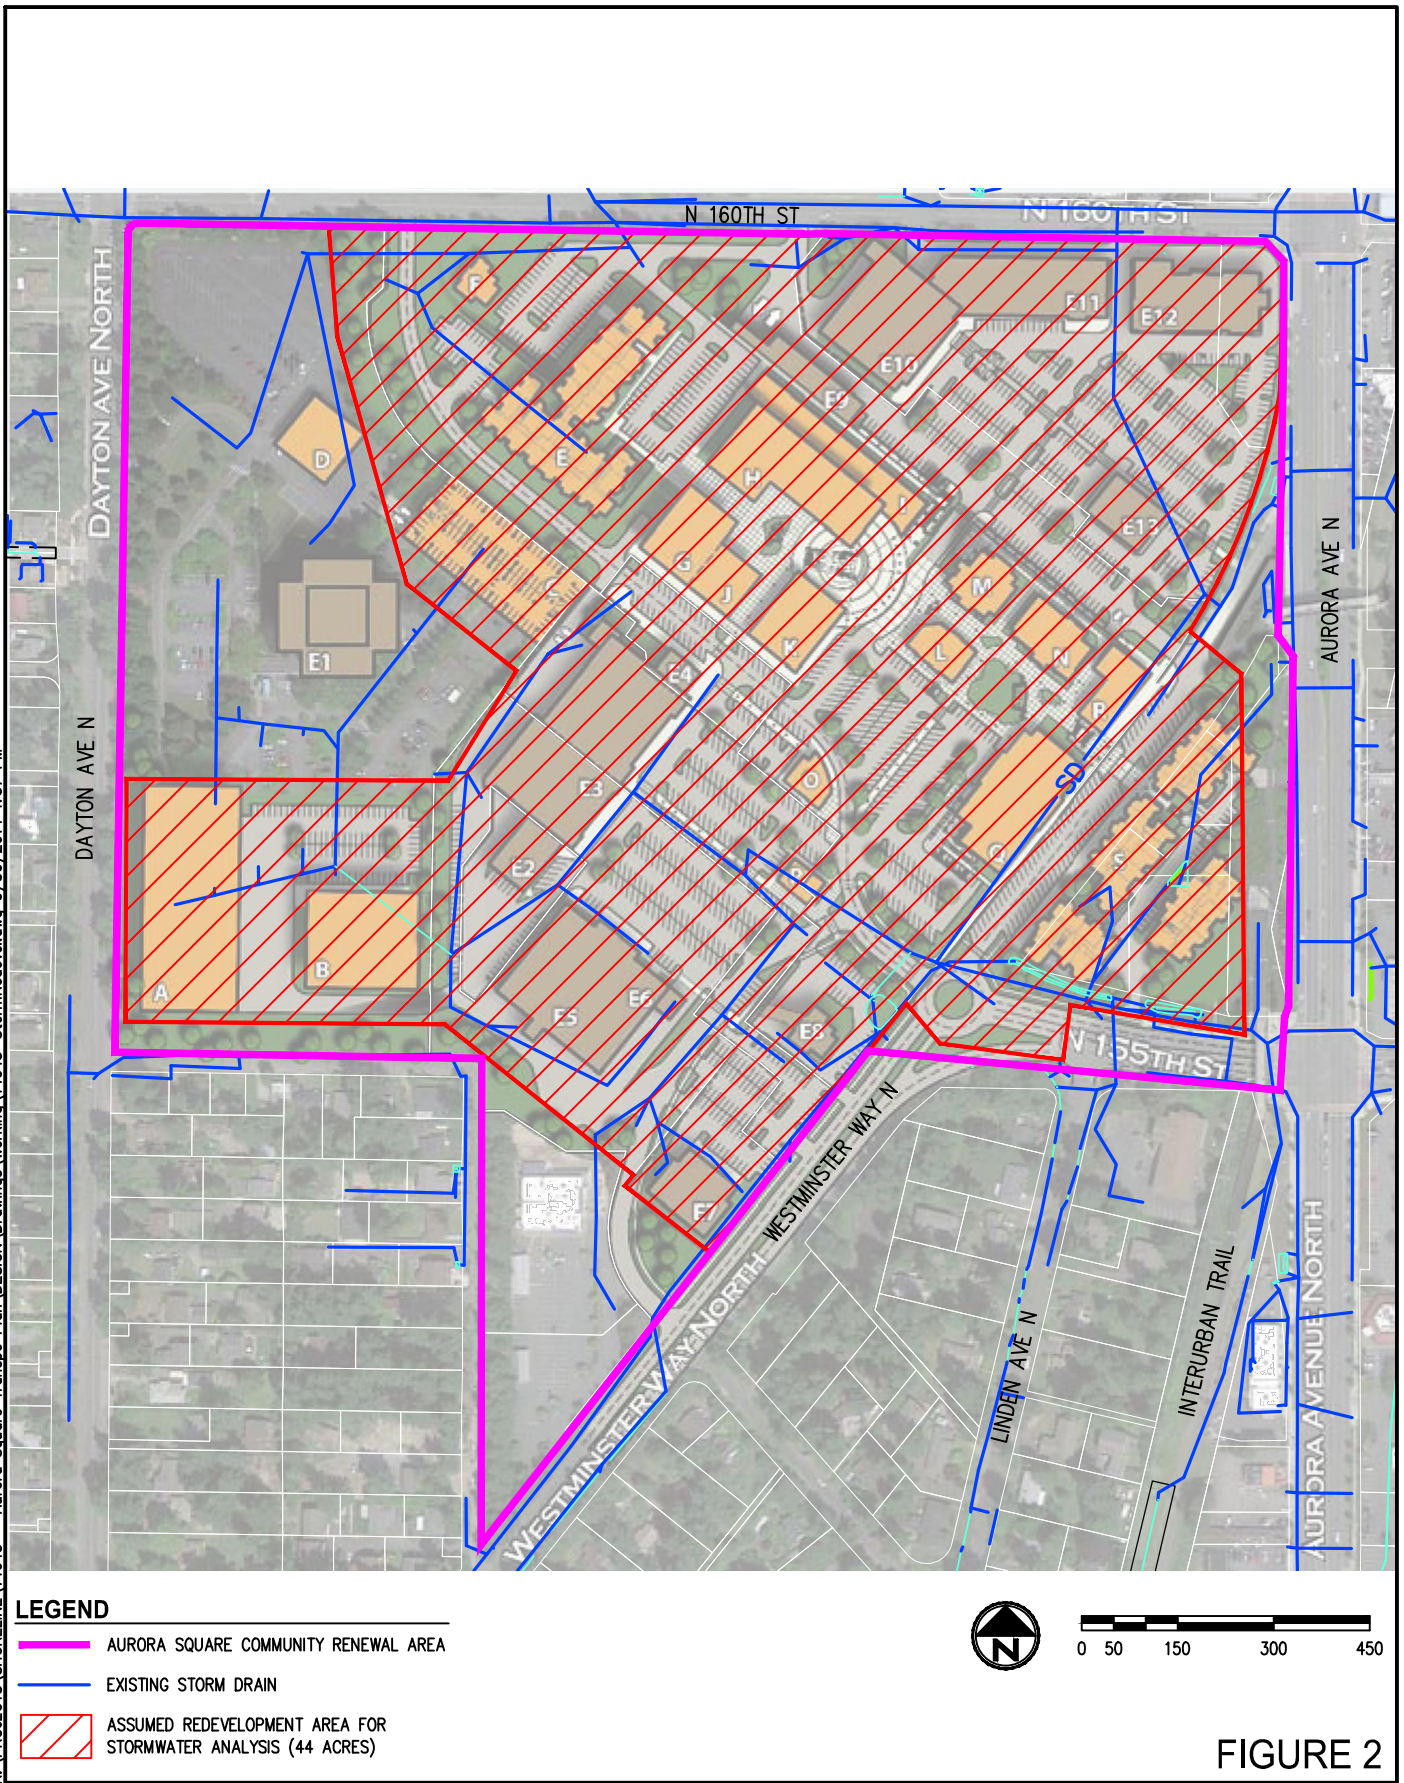 N 160TH ST
N 160TH ST
DAYTON AVE NORTH
F
E11
E12
E10
E9
D
E
H
I
E13
AURORA AVE N
G
C
J
M
E1
K
L
N
E4
P
DAYTON AVE N
SD
E3
O
Q
S
E2
A
B
E5
E6
E8
N 155TH ST
WESTMINSTER WAY N
E7
WESTMINSTER WAY NORTH
LINDEN AVE N
INTERURBAN TRAIL
AURORA AVENUE NORTH
LEGEND
AURORA SQUARE COMMUNITY RENEWAL AREA
EXISTING STORM DRAIN
ASSUMED REDEVELOPMENT AREA FOR
STORMWATER ANALYSIS (44 ACRES)
N
0 50 150 300 450
FIGURE 2